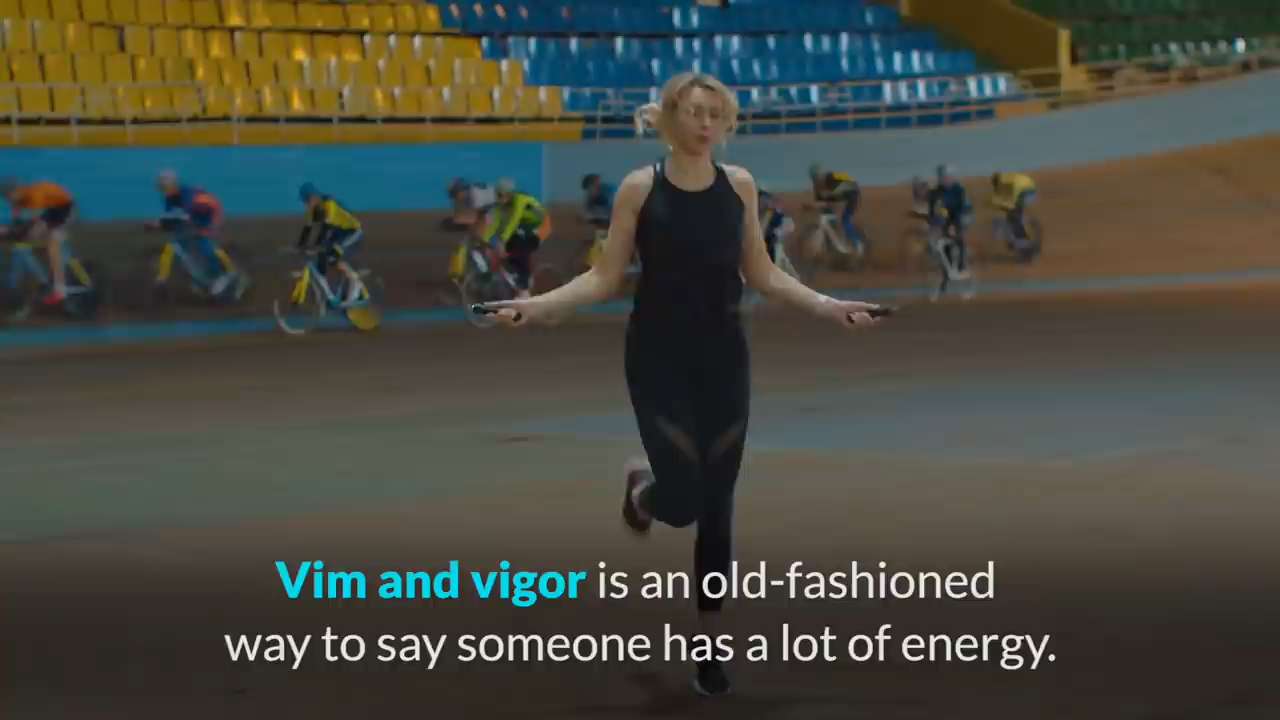 Vim and vigor is an old-fashioned
way to say someone has a lot of energy.